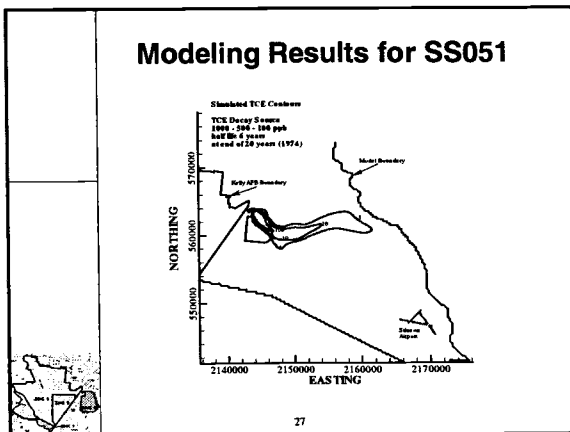 Modeling Results for SS051
Simulated TCE Contours
TCE Decay Source
1000 - 500 - 100 ppb
half life 6 years
at end of 20 years (1974)
Model Boundary
Kelly AFB Boundary
NORTHING
570000
560000
550000
Airport
2140000
2150000
2160000
2170000
EASTING
27